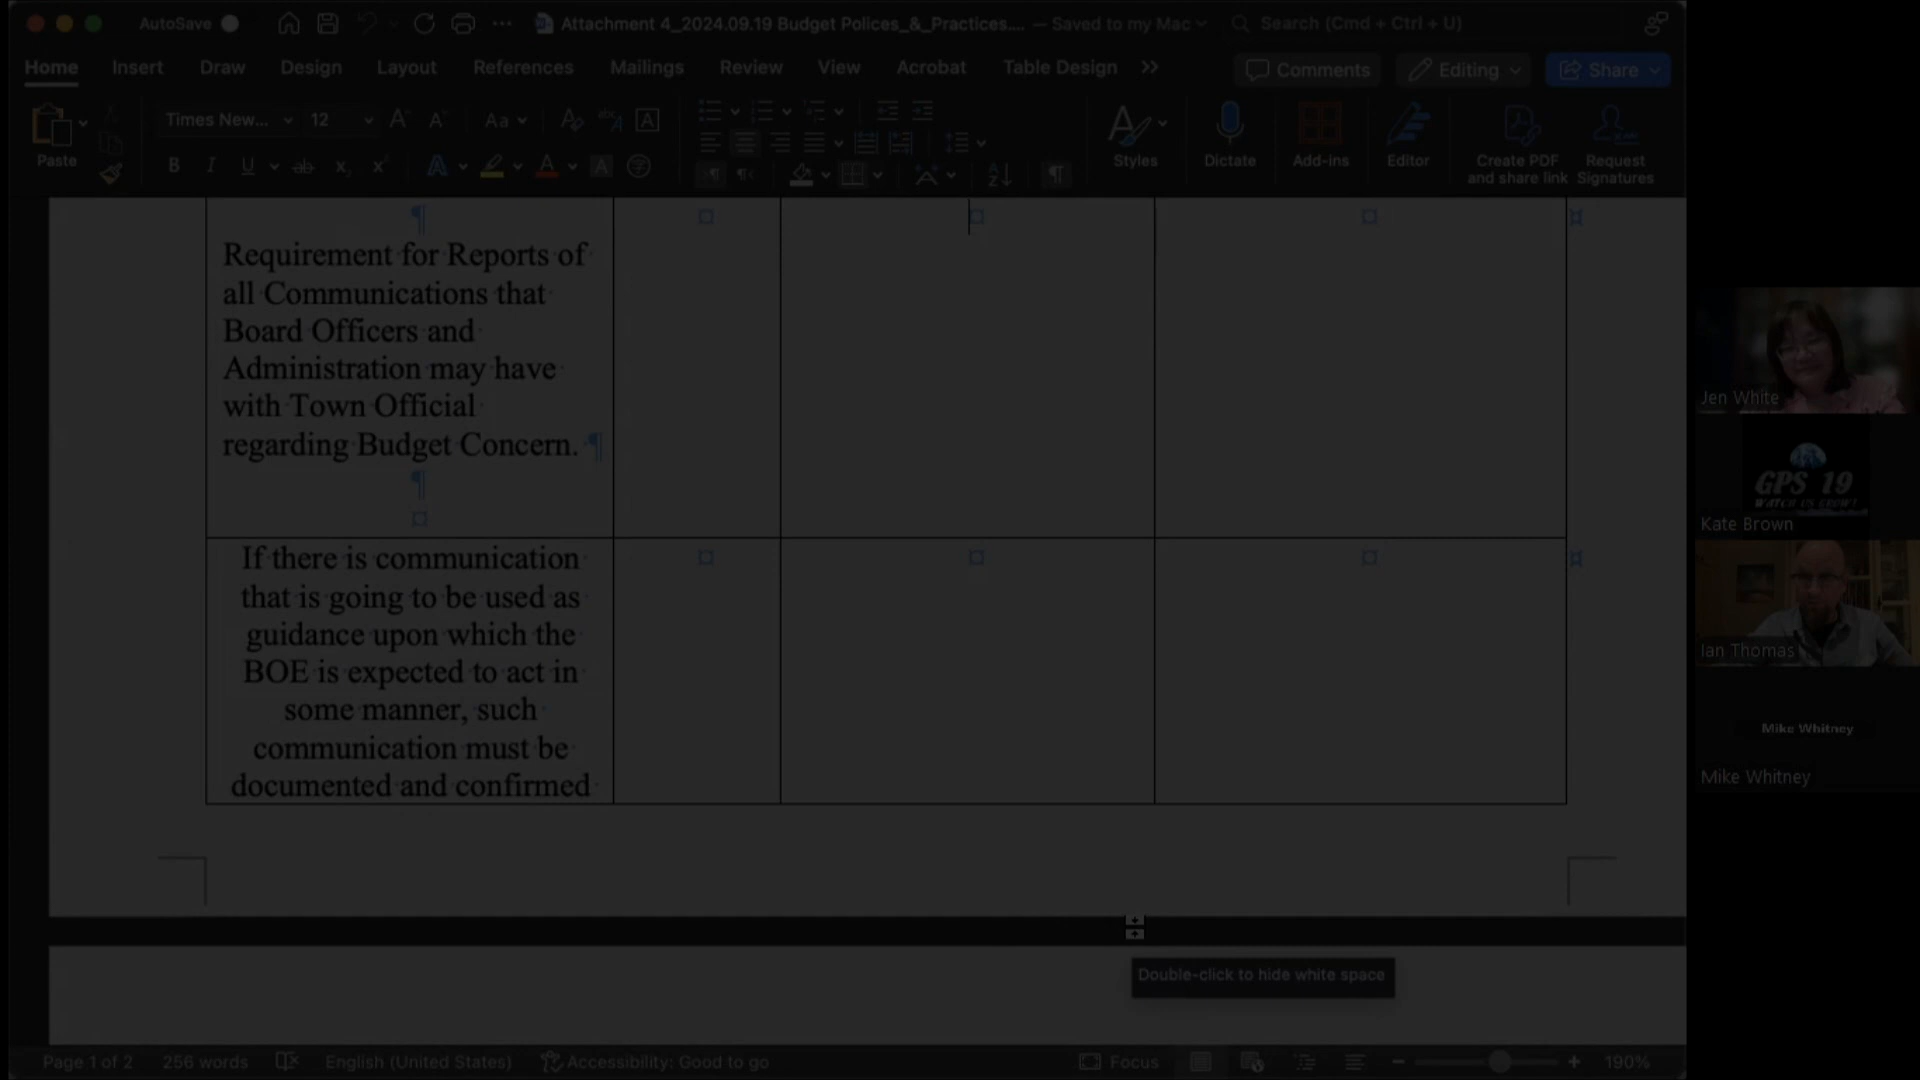 AutoSave
Attachment 4_2024.09.19 Budget Polices_&_Practices.... — Saved to my Mac
Search (Cmd + Ctrl + U)
Home Insert Draw Design Layout References Mailings Review View Acrobat Table Design >>
Comments Editing Share
Paste
Times New... 12
Styles
Dictate
Add-ins
Editor
Create PDF
and share link
Request
Signatures
Requirement for Reports of
all Communications that
Board Officers and
Administration may have
with Town Official
regarding Budget Concern.
If there is communication
that is going to be used as
guidance upon which the
BOE is expected to act in
some manner, such
communication must be
documented and confirmed
Double-click to hide white space
Page 1 of 2 256 words English (United States) Accessibility: Good to go Focus 190%
Jen White
GPS 19
WATCH US GROW!
Kate Brown
Ian Thomas
Mike Whitney
Mike Whitney